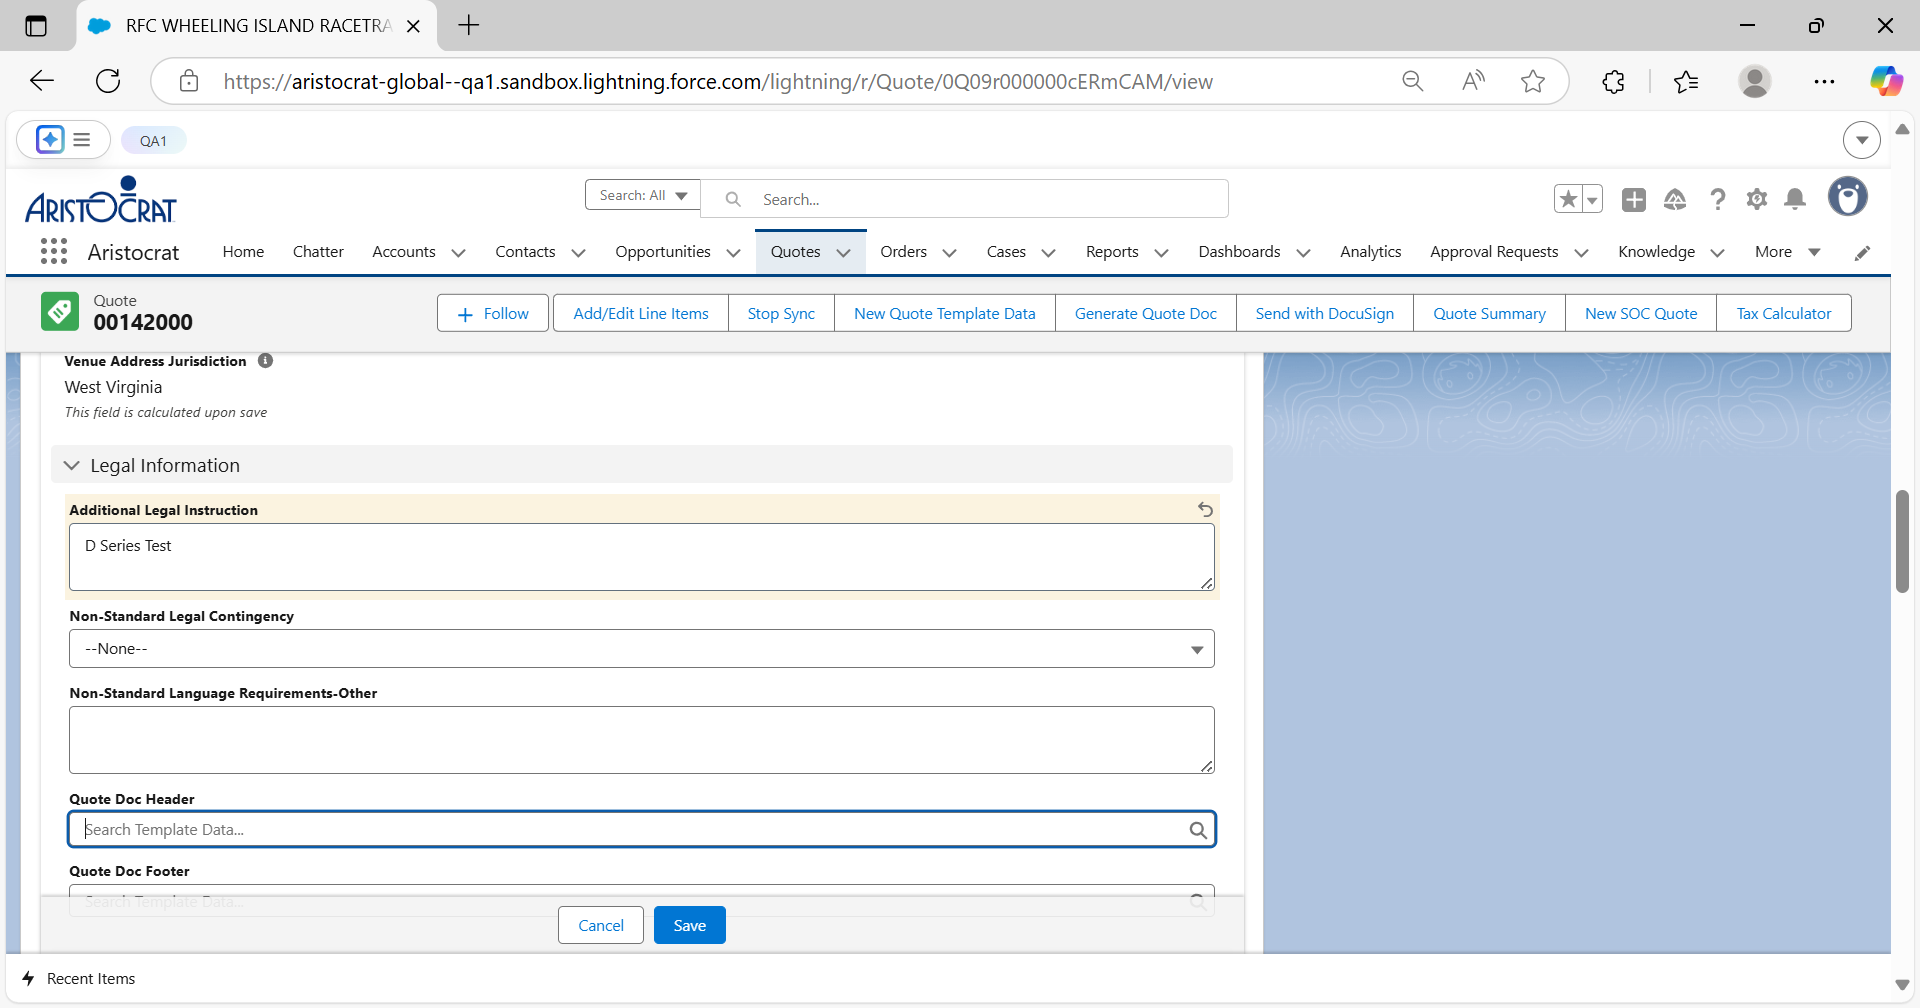 RFC WHEELING ISLAND RACETRA
https://aristocrat-global--qa1.sandbox.lightning.force.com/lightning/r/Quote/0Q09r000000cERmCAM/view
QA1
ARISTOCRAT
Search: All
Search...
Aristocrat
Home
Chatter
Accounts
Contacts
Opportunities
Quotes
Orders
Cases
Reports
Dashboards
Analytics
Approval Requests
Knowledge
More
Quote
00142000
Follow
Add/Edit Line Items
Stop Sync
New Quote Template Data
Generate Quote Doc
Send with DocuSign
Quote Summary
New SOC Quote
Tax Calculator
Venue Address Jurisdiction
West Virginia
This field is calculated upon save
Legal Information
Additional Legal Instruction
D Series Test
Non-Standard Legal Contingency
--None--
Non-Standard Language Requirements-Other
Quote Doc Header
Search Template Data...
Quote Doc Footer
Search Template Data...
Cancel
Save
Recent Items